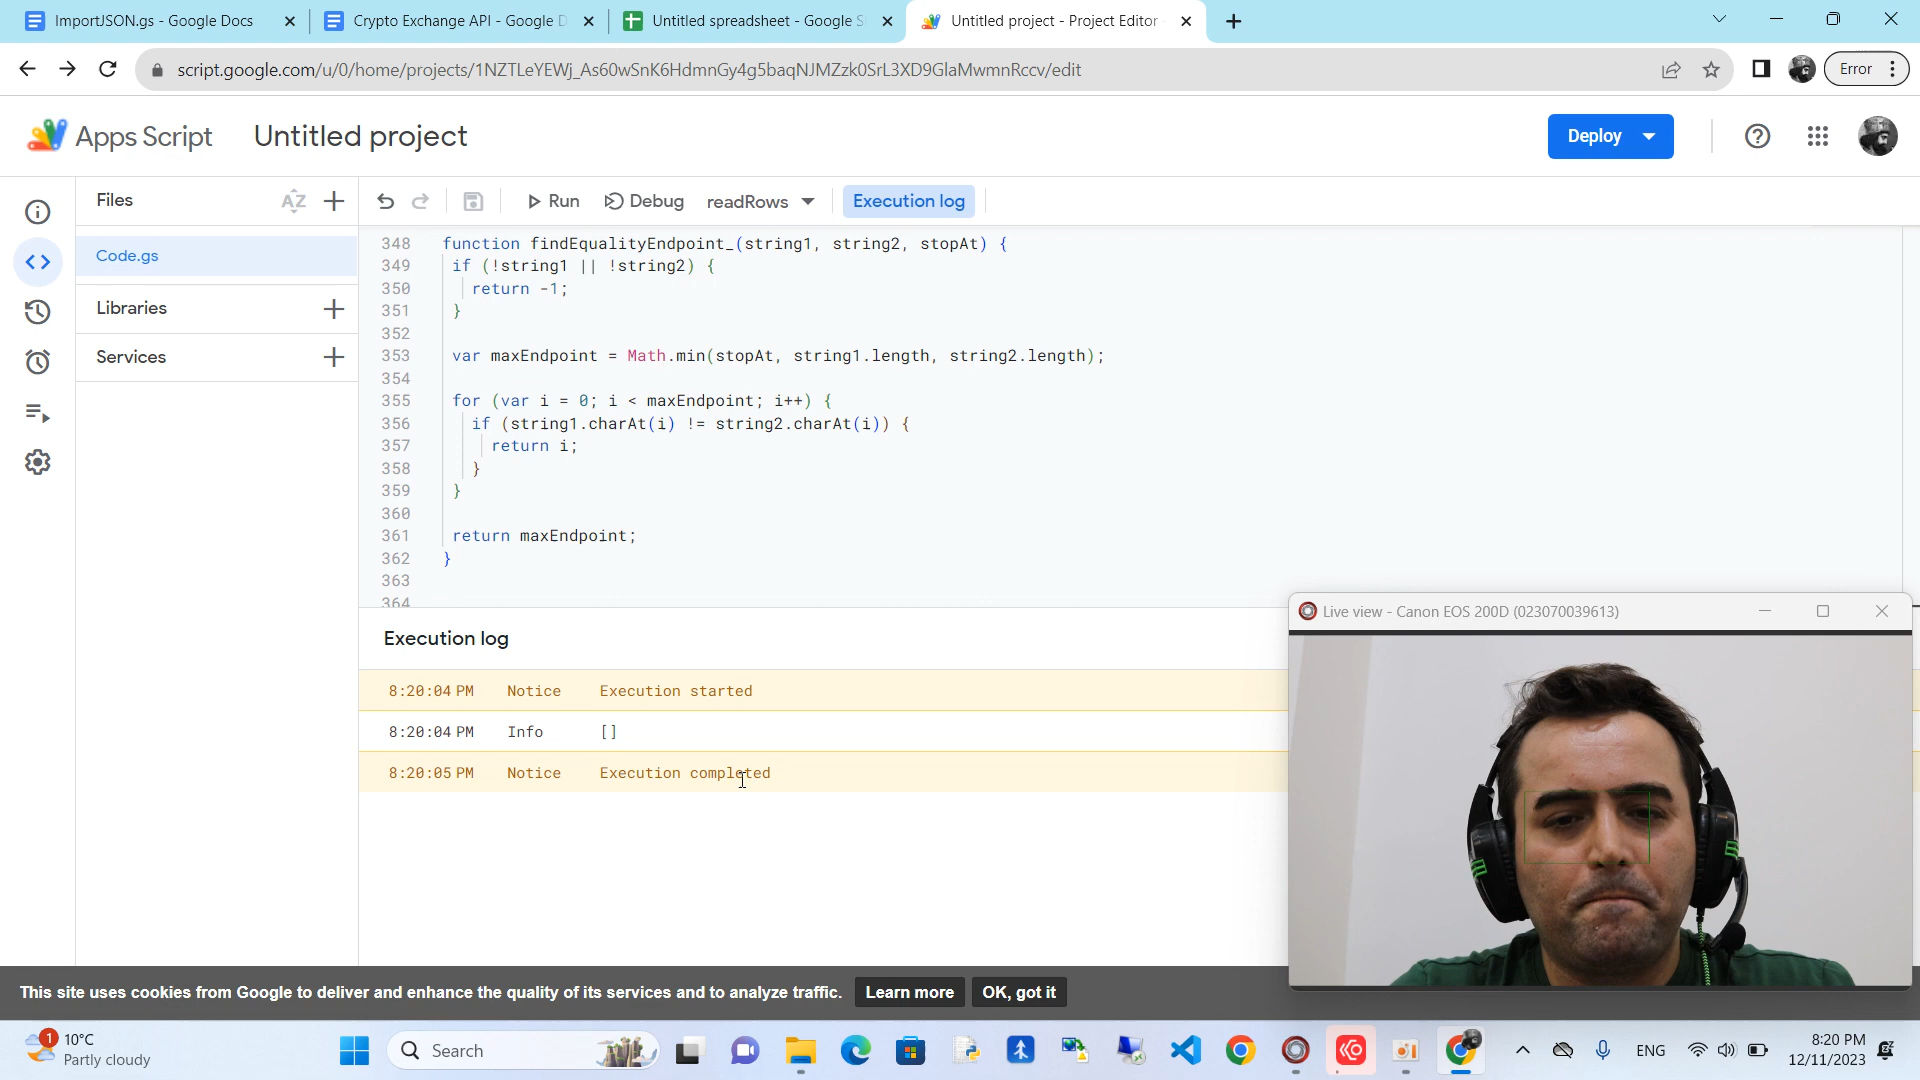 ImportJSON.gs - Google Docs
Crypto Exchange API - Google D
Untitled spreadsheet - Google S
Untitled project - Project Editor
script.google.com/u/0/home/projects/1NZTLeYEWj_As60wSnK6HdmnGy4g5baqNJMZzk0SrL3XD9GlaMwmnRccv/edit
Error
Apps Script
Untitled project
Deploy
Files
AZ
Run
Debug
readRows
Execution log
Code.gs
Libraries
Services
348 function findEqualityEndpoint_(string1, string2, stopAt) {
349 if (!string1 || !string2) {
350 return -1;
351 }
352
353 var maxEndpoint = Math.min(stopAt, string1.length, string2.length);
354
355 for (var i = 0; i < maxEndpoint; i++) {
356 if (string1.charAt(i) != string2.charAt(i)) {
357 return i;
358 }
359 }
360
361 return maxEndpoint;
362 }
363
364
Execution log
8:20:04 PM Notice Execution started
8:20:04 PM Info []
8:20:05 PM Notice Execution completed
Live view - Canon EOS 200D (023070039613)
This site uses cookies from Google to deliver and enhance the quality of its services and to analyze traffic.
Learn more
OK, got it
1
10°C
Partly cloudy
Search
ENG
8:20 PM
12/11/2023